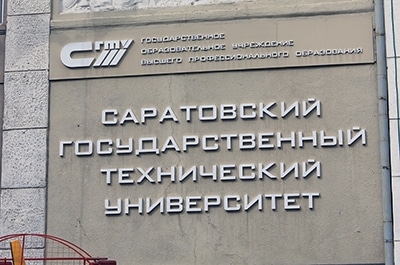 СГТУ
ГОСУДАРСТВЕННОЕ
ОБРАЗОВАТЕЛЬНОЕ УЧРЕЖДЕНИЕ
ВЫСШЕГО ПРОФЕССИОНАЛЬНОГО ОБРАЗОВАНИЯ
САРАТОВСКИЙ
ГОСУДАРСТВЕННЫЙ
ТЕХНИЧЕСКИЙ
УНИВЕРСИТЕТ